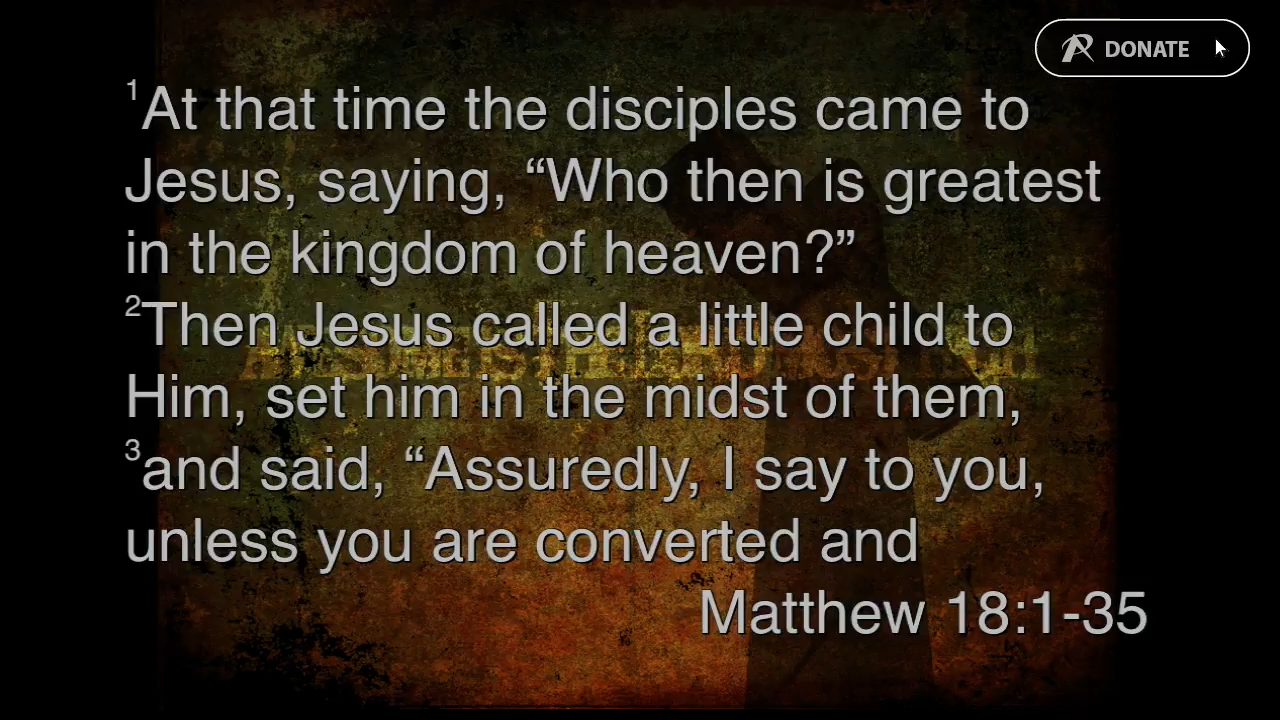 DONATE
¹At that time the disciples came to
Jesus, saying, “Who then is greatest
in the kingdom of heaven?”
²Then Jesus called a little child to
Him, set him in the midst of them,
³and said, “Assuredly, I say to you,
unless you are converted and
Matthew 18:1-35